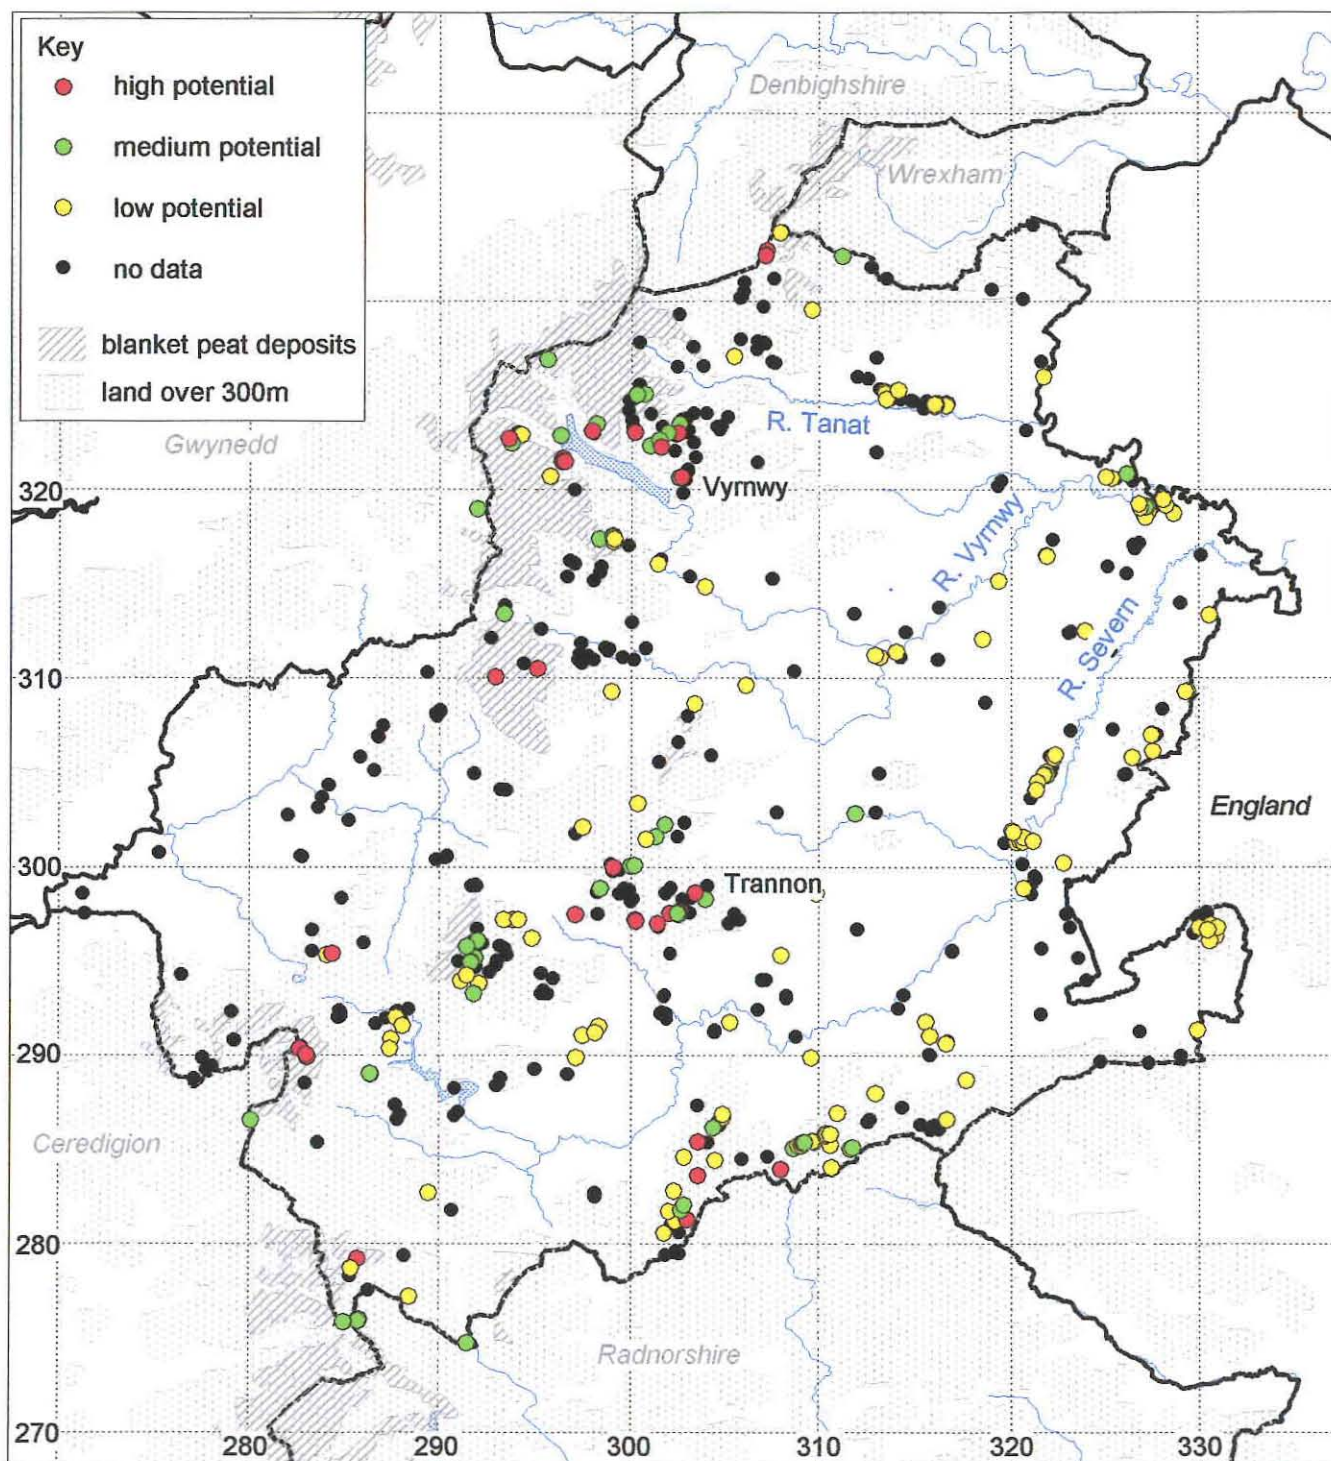 Key
high potential
medium potential
low potential
no data
blanket peat deposits
land over 300m
Denbighshire
Wrexham
Gwynedd
R. Tanat
320
Vyrnwy
R. Vyrnwy
R. Severn
310
England
300
Trannon
290
Ceredigion
280
Radnorshire
270
280
290
300
310
320
330